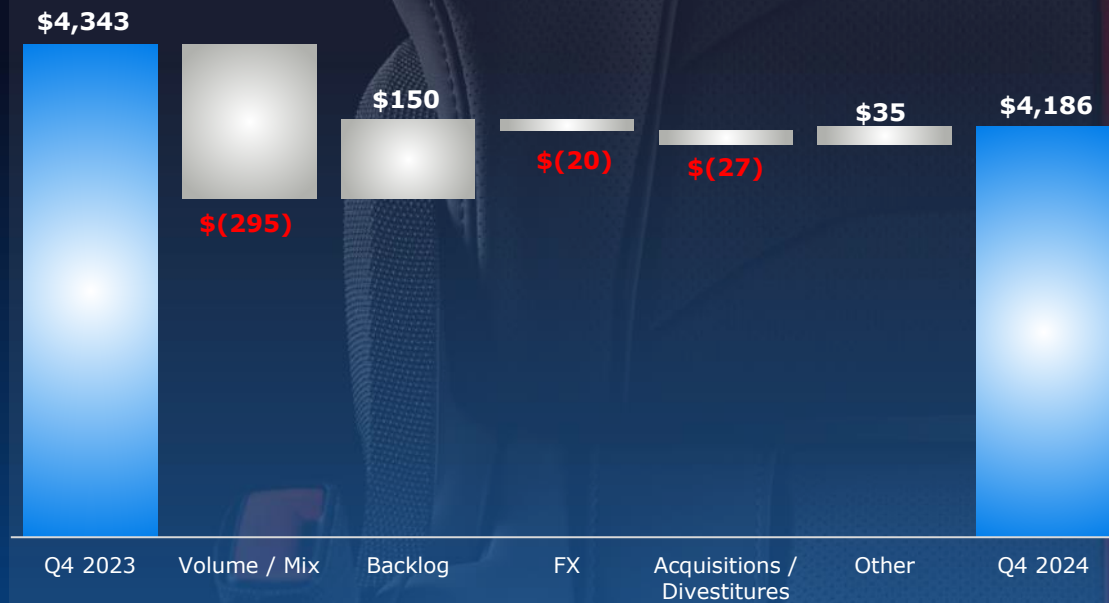 $4,343
$150
$35
$4,186
$(20)
$(27)
$(295)
Q4 2023
Volume / Mix
Backlog
FX
Acquisitions /
Divestitures
Other
Q4 2024